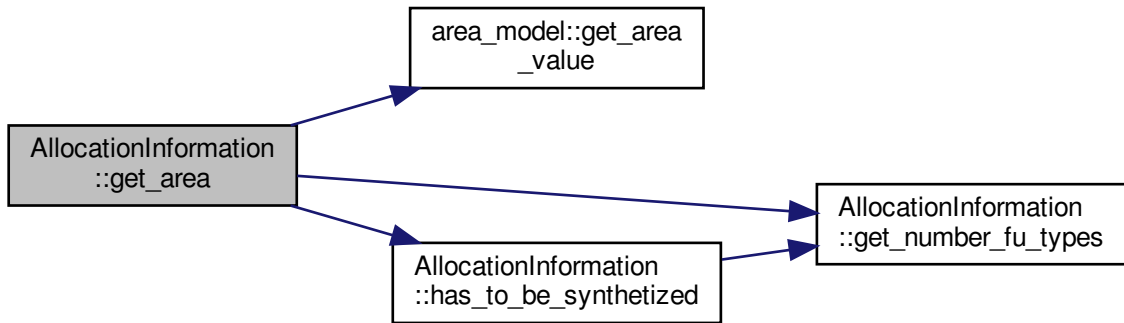 area_model::get_area
_value
AllocationInformation
::get_area
AllocationInformation
::get_number_fu_types
AllocationInformation
::has_to_be_synthetized